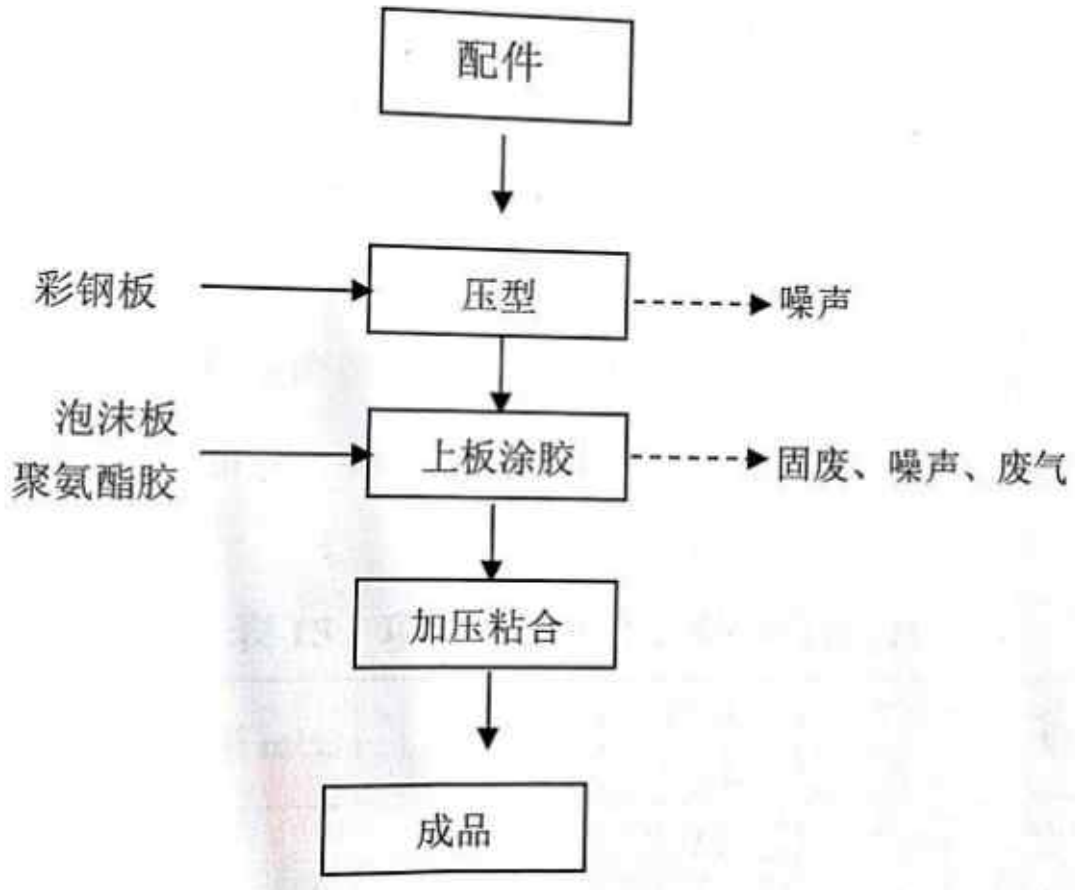 配件
彩钢板
压型
噪声
泡沫板
聚氨酯胶
上板涂胶
固废、噪声、废气
加压粘合
成品